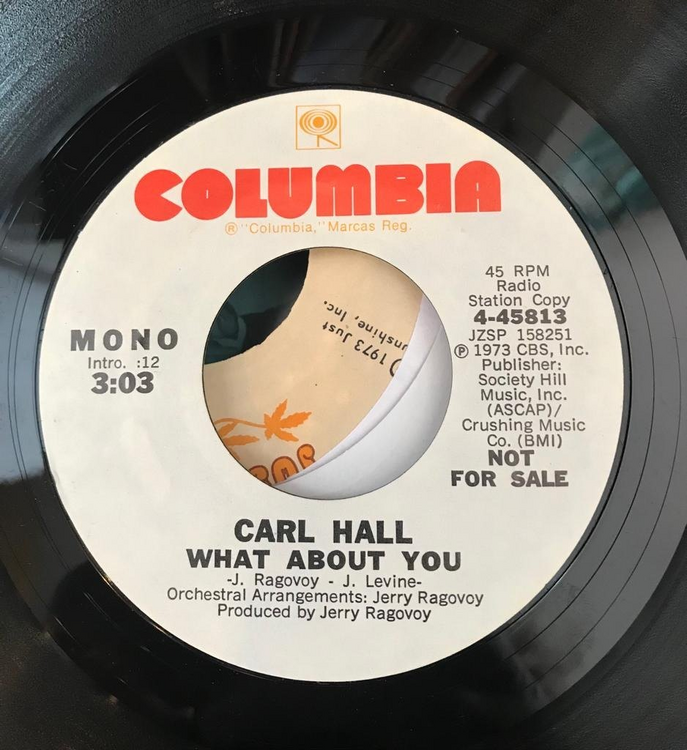 COLUMBIA
® "Columbia," Marcas Reg.
MONO
Intro. :12
3:03
45 RPM
Radio
Station Copy
4-45813
JZSP 158251
℗ 1973 CBS, Inc.
Publisher:
Society Hill
Music, Inc.
(ASCAP)/
Crushing Music
Co. (BMI)
NOT
FOR SALE
1973 Just
unshine, Inc.
CARL HALL
WHAT ABOUT YOU
-J. Ragovoy - J. Levine-
Orchestral Arrangements: Jerry Ragovoy
Produced by Jerry Ragovoy